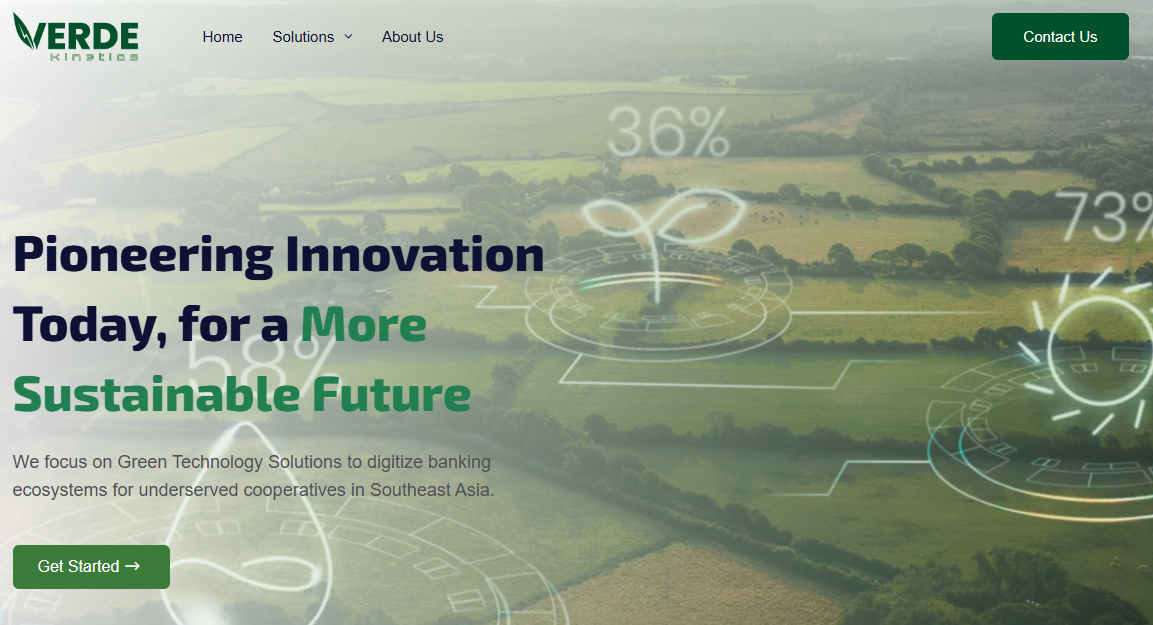 VERDE
kinetics
Home
Solutions
About Us
Contact Us
36%
73%
Pioneering Innovation
Today, for a More
58%
Sustainable Future
We focus on Green Technology Solutions to digitize banking
ecosystems for underserved cooperatives in Southeast Asia.
Get Started →